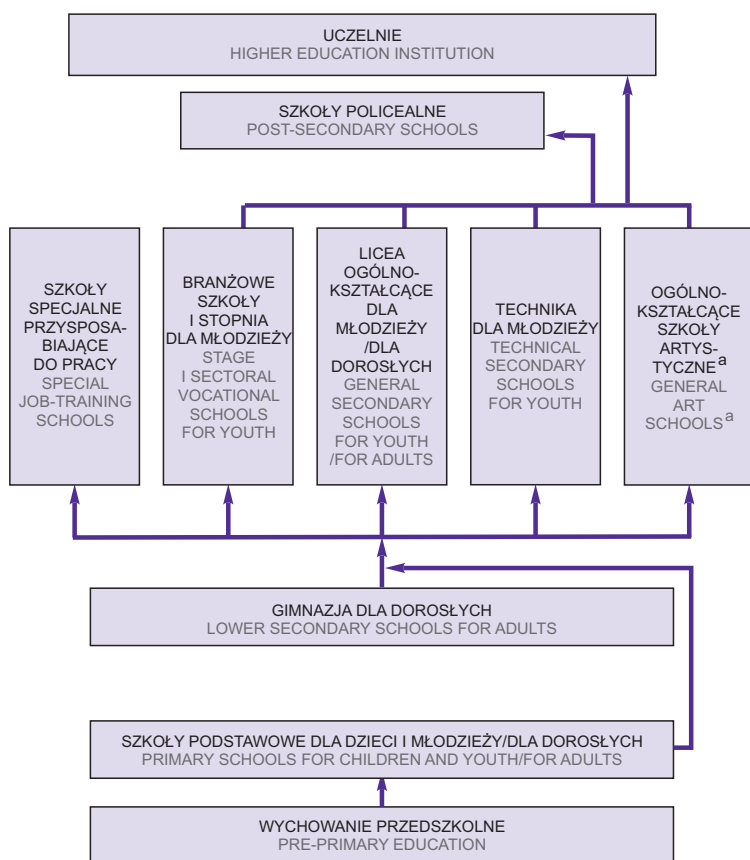 UCZELNIE
HIGHER EDUCATION INSTITUTION
SZKOŁY POLICEALNE
POST-SECONDARY SCHOOLS
SZKOŁY
SPECJALNE
PRZYSPOSA-
BIAJĄCE
DO PRACY
SPECIAL
JOB-TRAINING
SCHOOLS
BRANŻOWE
SZKOŁY
I STOPNIA
DLA MŁODZIEŻY
STAGE
I SECTORAL
VOCATIONAL
SCHOOLS
FOR YOUTH
LICEA
OGÓLNO-
KSZTAŁCĄCE
DLA
MŁODZIEŻY
/DLA
DOROSŁYCH
GENERAL
SECONDARY
SCHOOLS
FOR YOUTH
/FOR ADULTS
TECHNIKA
DLA MŁODZIEŻY
TECHNICAL
SECONDARY
SCHOOLS
FOR YOUTH
OGÓLNO-
KSZTAŁCĄCE
SZKOŁY
ARTYS-
TYCZNE a
GENERAL
ART
SCHOOLS a
GIMNAZJA DLA DOROSŁYCH
LOWER SECONDARY SCHOOLS FOR ADULTS
SZKOŁY PODSTAWOWE DLA DZIECI I MŁODZIEŻY/DLA DOROSŁYCH
PRIMARY SCHOOLS FOR CHILDREN AND YOUTH/FOR ADULTS
WYCHOWANIE PRZEDSZKOLNE
PRE-PRIMARY EDUCATION